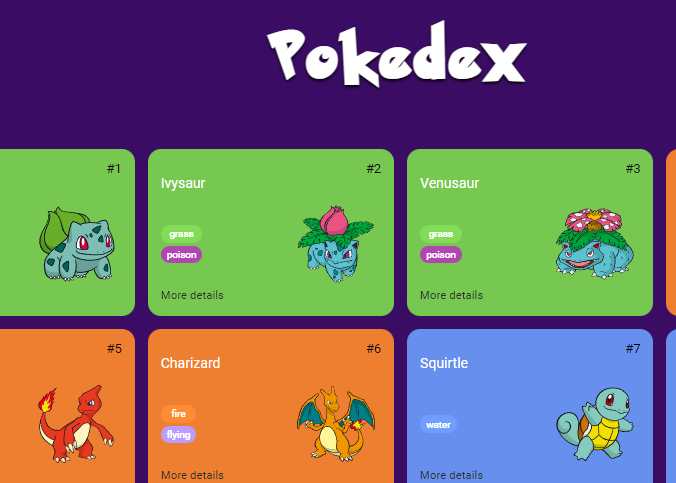 Pokedex
#1
Ivysaur
#2
grass
poison
More details
Venusaur
#3
grass
poison
More details
#5
Charizard
#6
fire
flying
More details
Squirtle
#7
water
More details